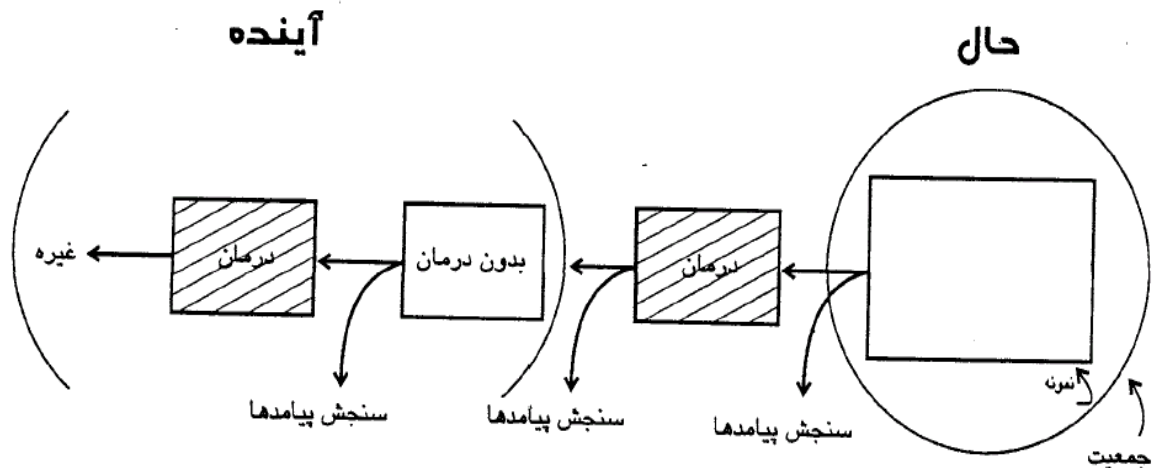 حال
آینده
درمان
بدون درمان
درمان
غیره
نمونه
سنجش پیامدها
سنجش پیامدها
سنجش پیامدها
جمعیت